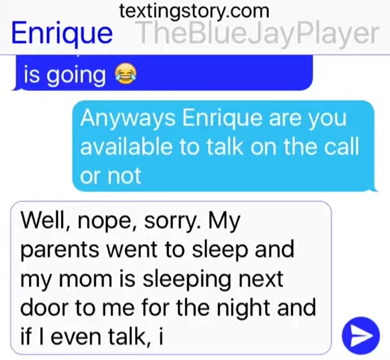 textingstory.com
Enrique TheBlueJayPlayer
is going 😂
Anyways Enrique are you
available to talk on the call
or not
Well, nope, sorry. My
parents went to sleep and
my mom is sleeping next
door to me for the night and
if I even talk, i